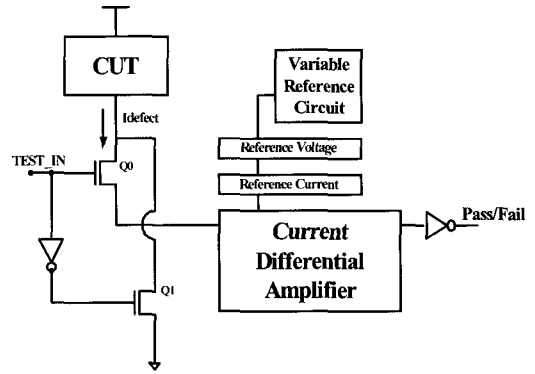 CUT
Variable
Reference
Circuit
Idefect
Reference Voltage
TEST_IN
Q0
Reference Current
Pass/Fail
Current
Differential
Amplifier
Q1